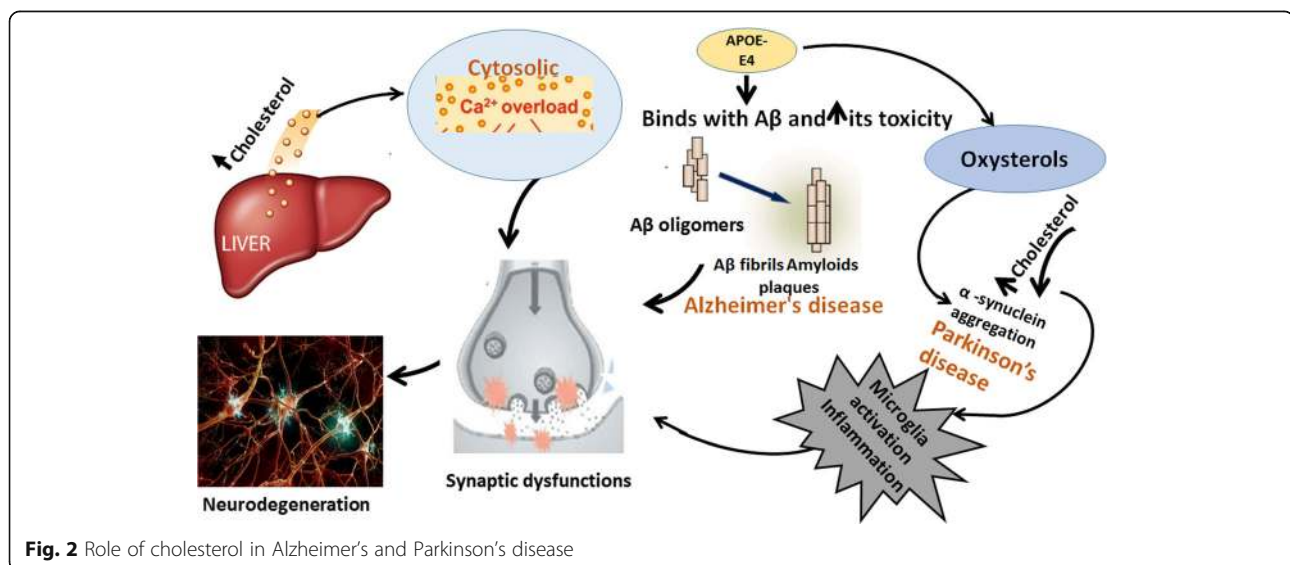 Cholesterol
LIVER
Cytosolic
Ca²⁺ overload
APOE-
E4
Binds with Aβ and its toxicity
Aβ oligomers
Aβ fibrils Amyloids
plaques
Alzheimer's disease
Oxysterols
Cholesterol
α -synuclein
aggregation
Parkinson's
disease
Microglia
activation
Inflammation
Synaptic dysfunctions
Neurodegeneration
Fig. 2 Role of cholesterol in Alzheimer's and Parkinson's disease